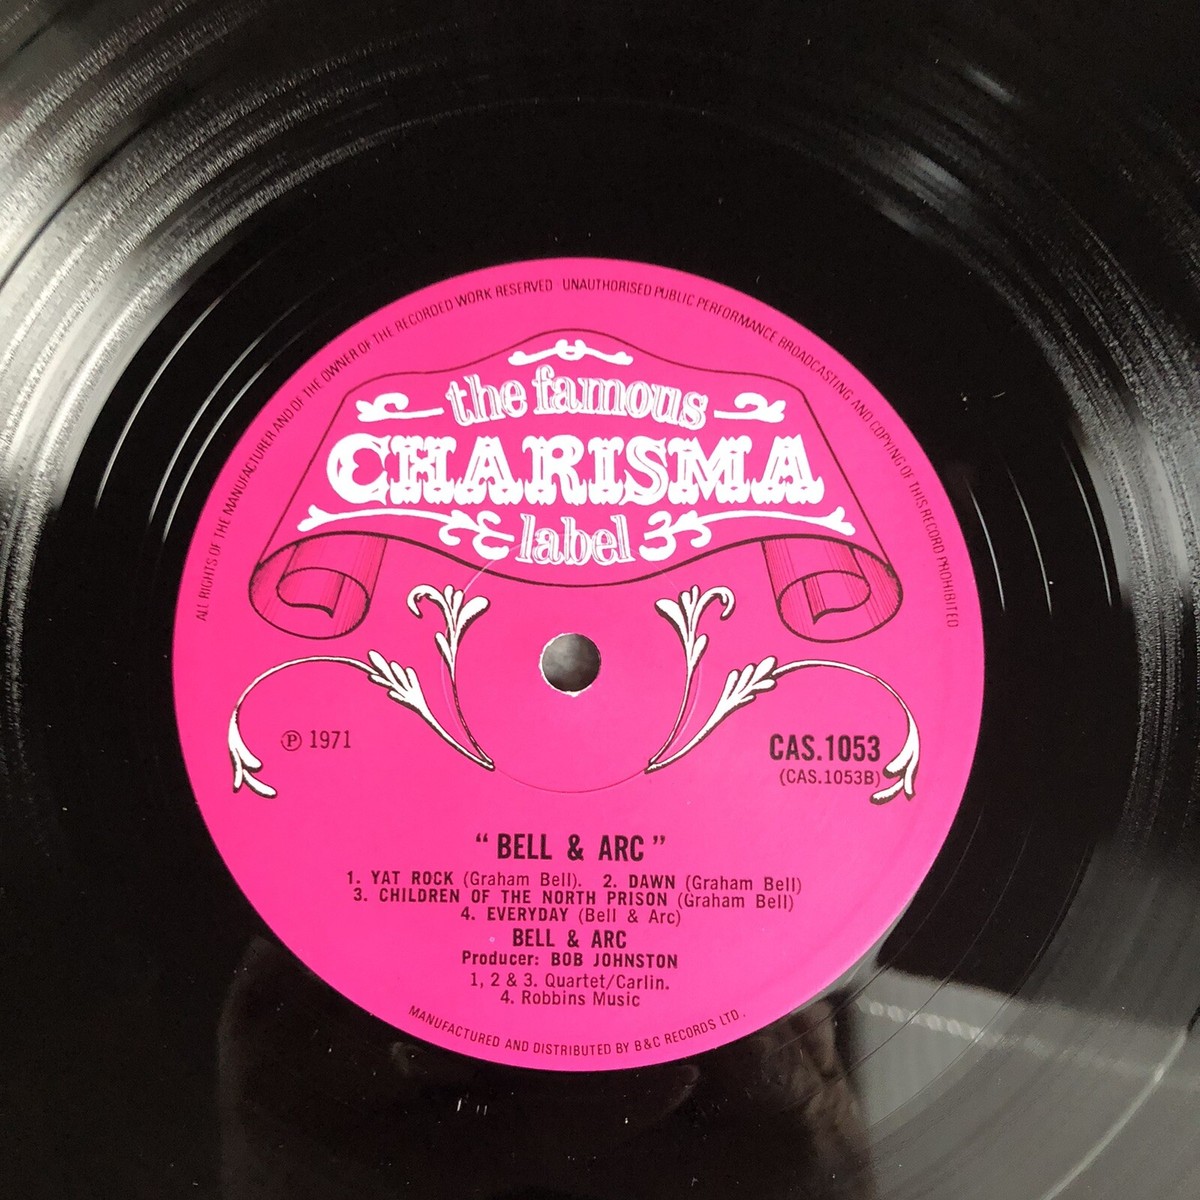 ALL RIGHTS OF THE MANUFACTURER AND OF THE OWNER OF THE RECORDED WORK RESERVED UNAUTHORISED PUBLIC PERFORMANCE BROADCASTING AND COPYING OF THIS RECORD PROHIBITED
the famous
CHARISMA
label
℗ 1971
CAS.1053
(CAS.1053B)
“BELL & ARC”
1. YAT ROCK (Graham Bell). 2. DAWN (Graham Bell)
3. CHILDREN OF THE NORTH PRISON (Graham Bell)
4. EVERYDAY (Bell & Arc)
BELL & ARC
Producer: BOB JOHNSTON
1, 2 & 3. Quartet/Carlin.
4. Robbins Music
MANUFACTURED AND DISTRIBUTED BY B&C RECORDS LTD.